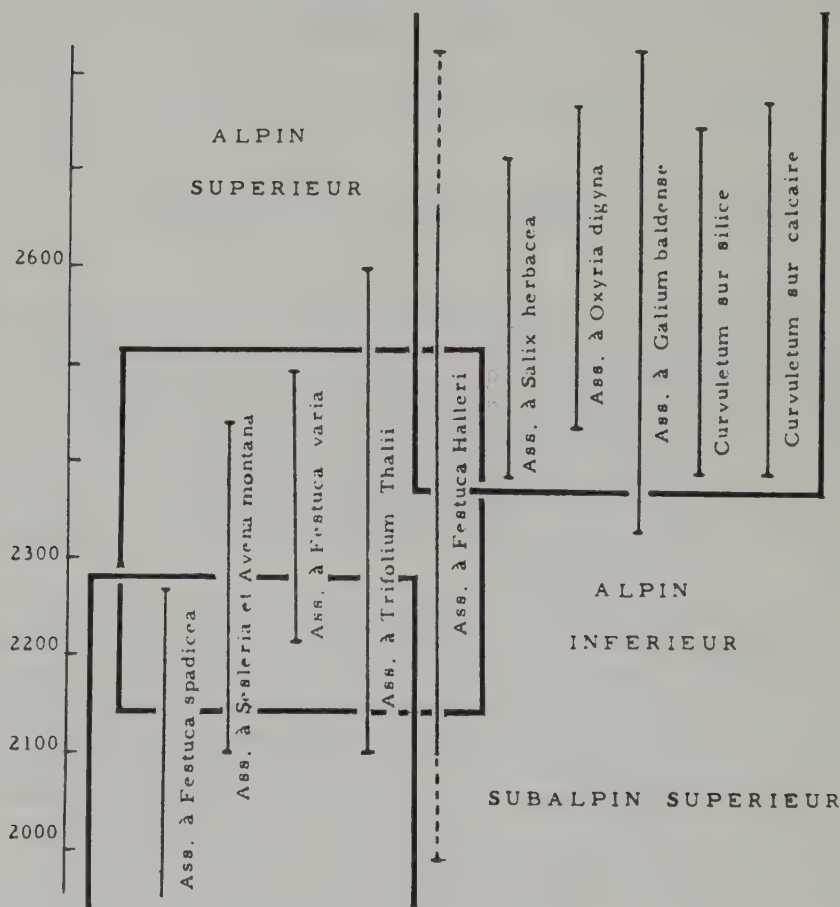 ALPIN
SUPERIEUR
2600
2300
2200
2100
2000
Ass. à Festuca spadicea
Ass. à Sesleria et Avena montana
Ass. à Festuca varia
Ass. à Trifolium Thalii
Ass. à Festuca Halleri
Ass. à Salix herbacea
Ass. à Oxyria digyna
Ass. à Galium baldense
Curvuletum sur silice
Curvuletum sur calcaire
ALPIN
INFERIEUR
SUBALPIN SUPERIEUR